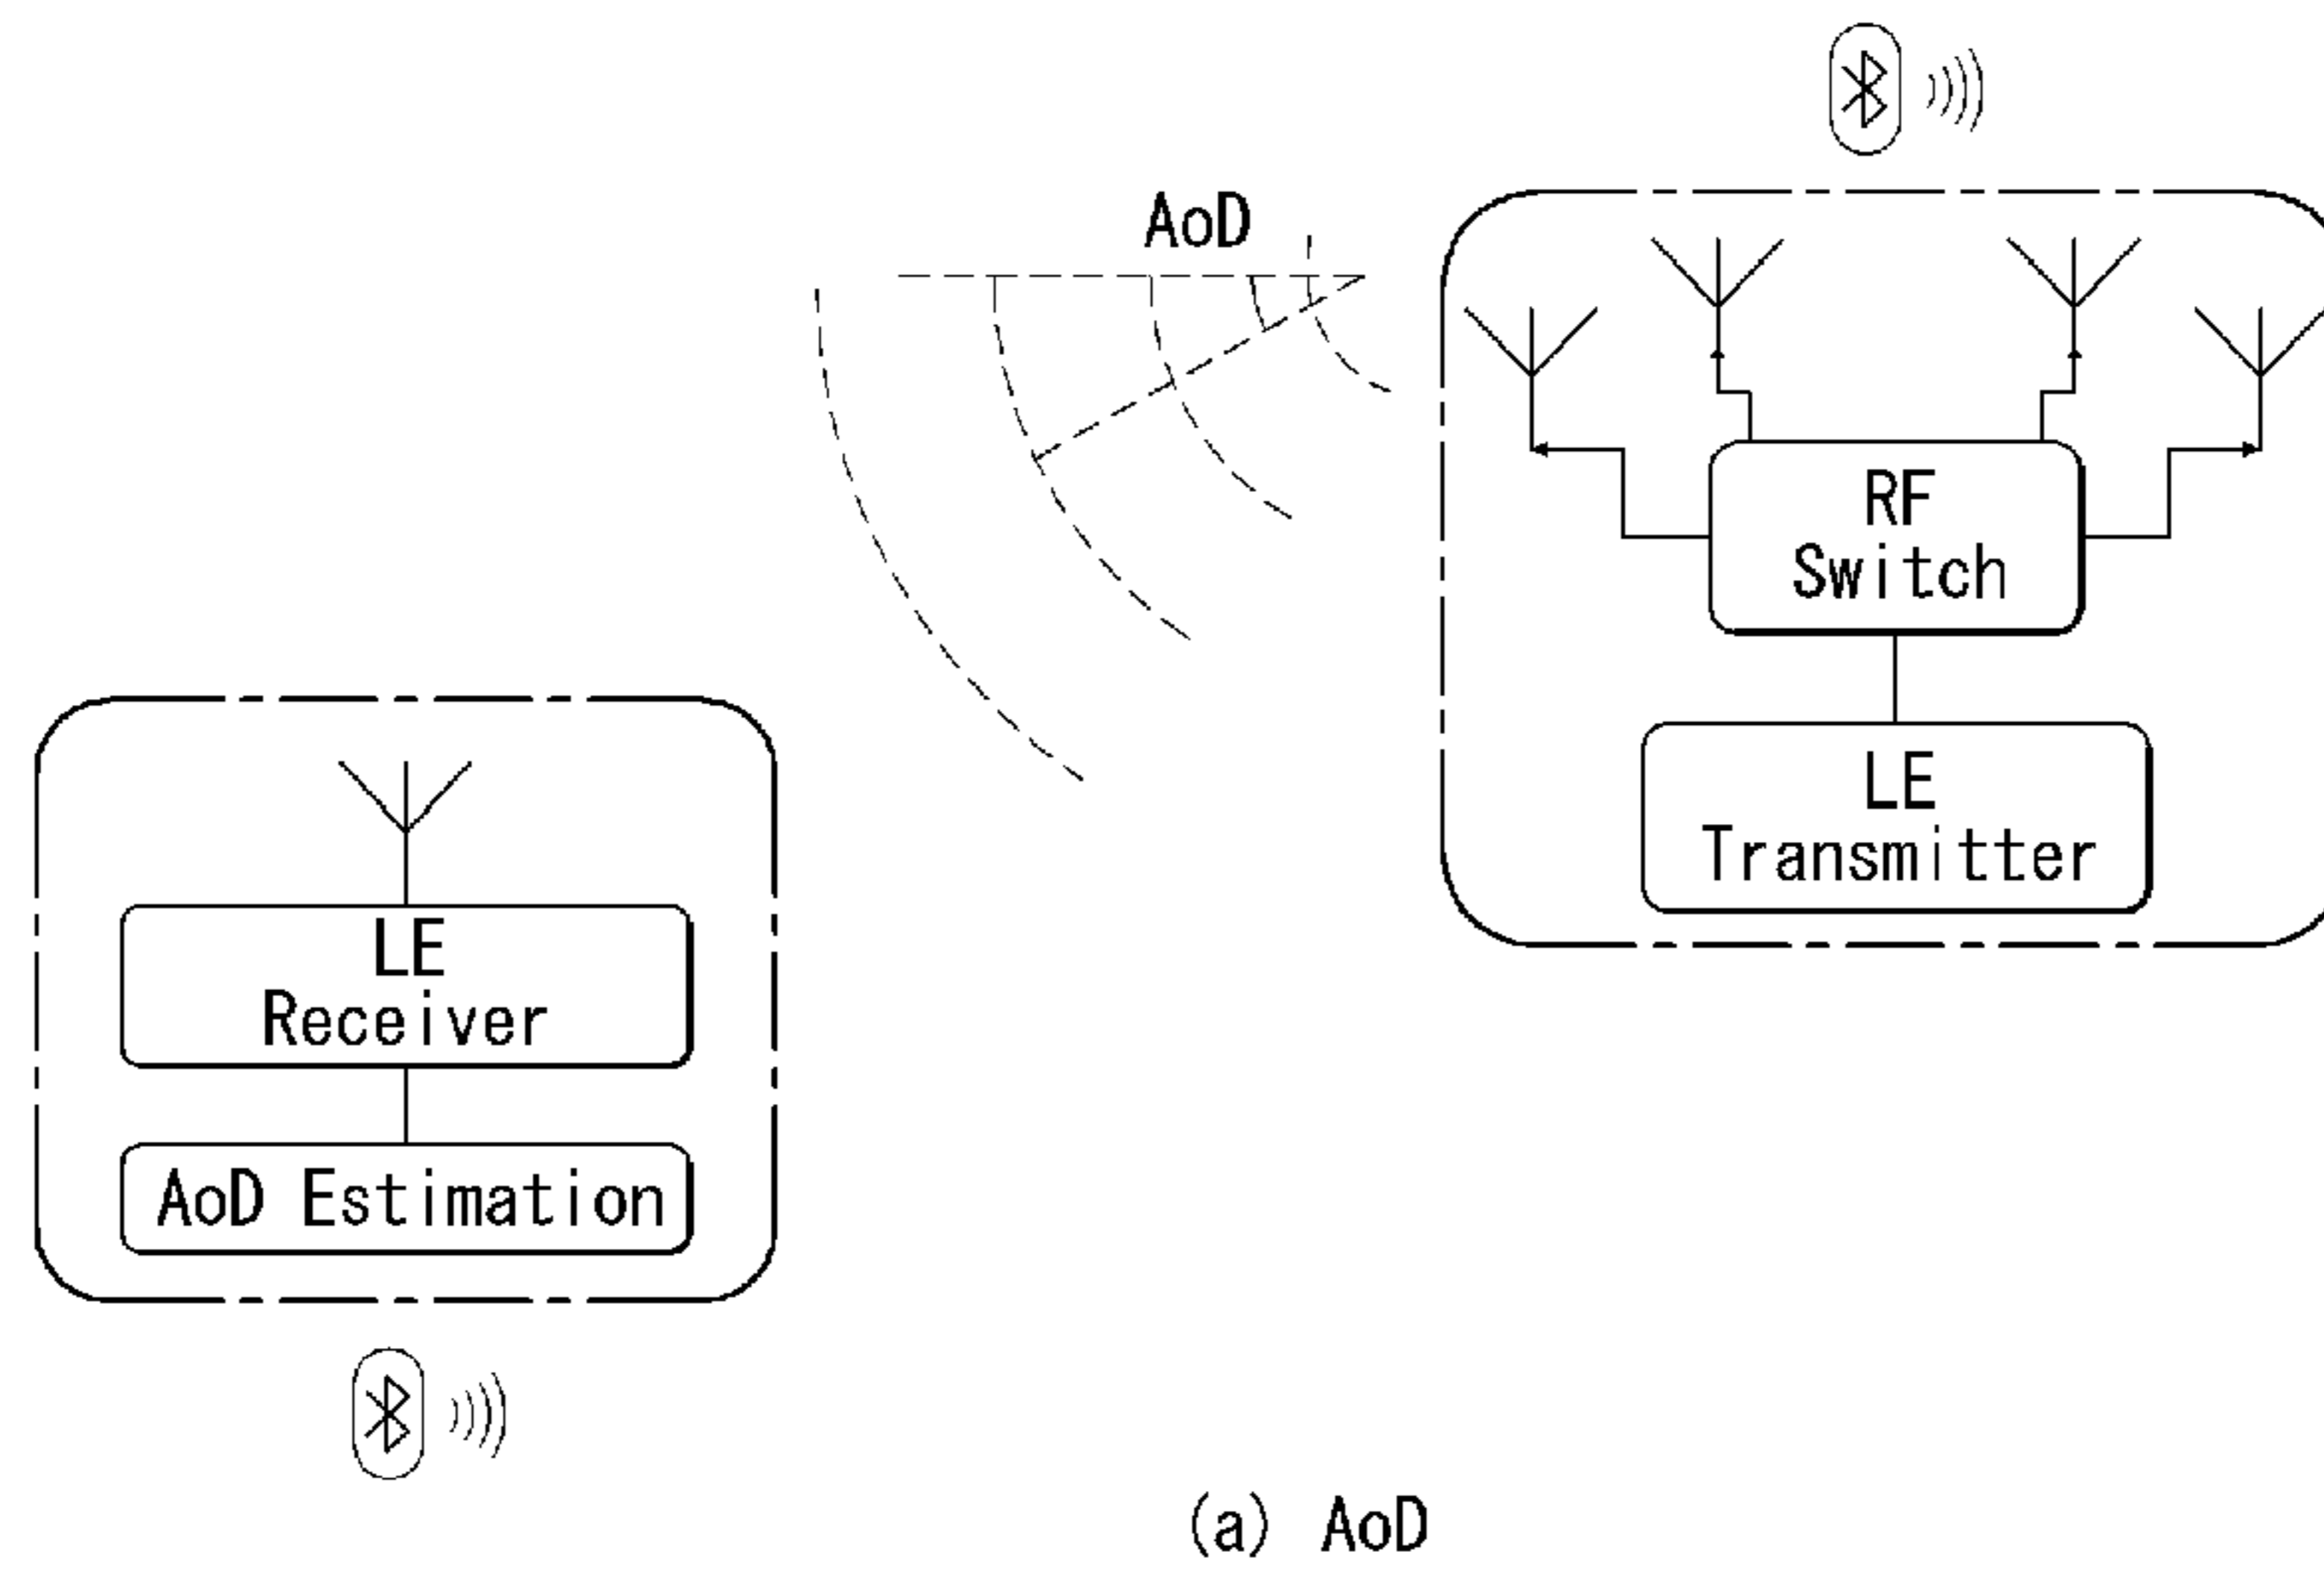 AoD
RF
Switch
LE
Transmitter
LE
Receiver
AoD Estimation
(a) AoD